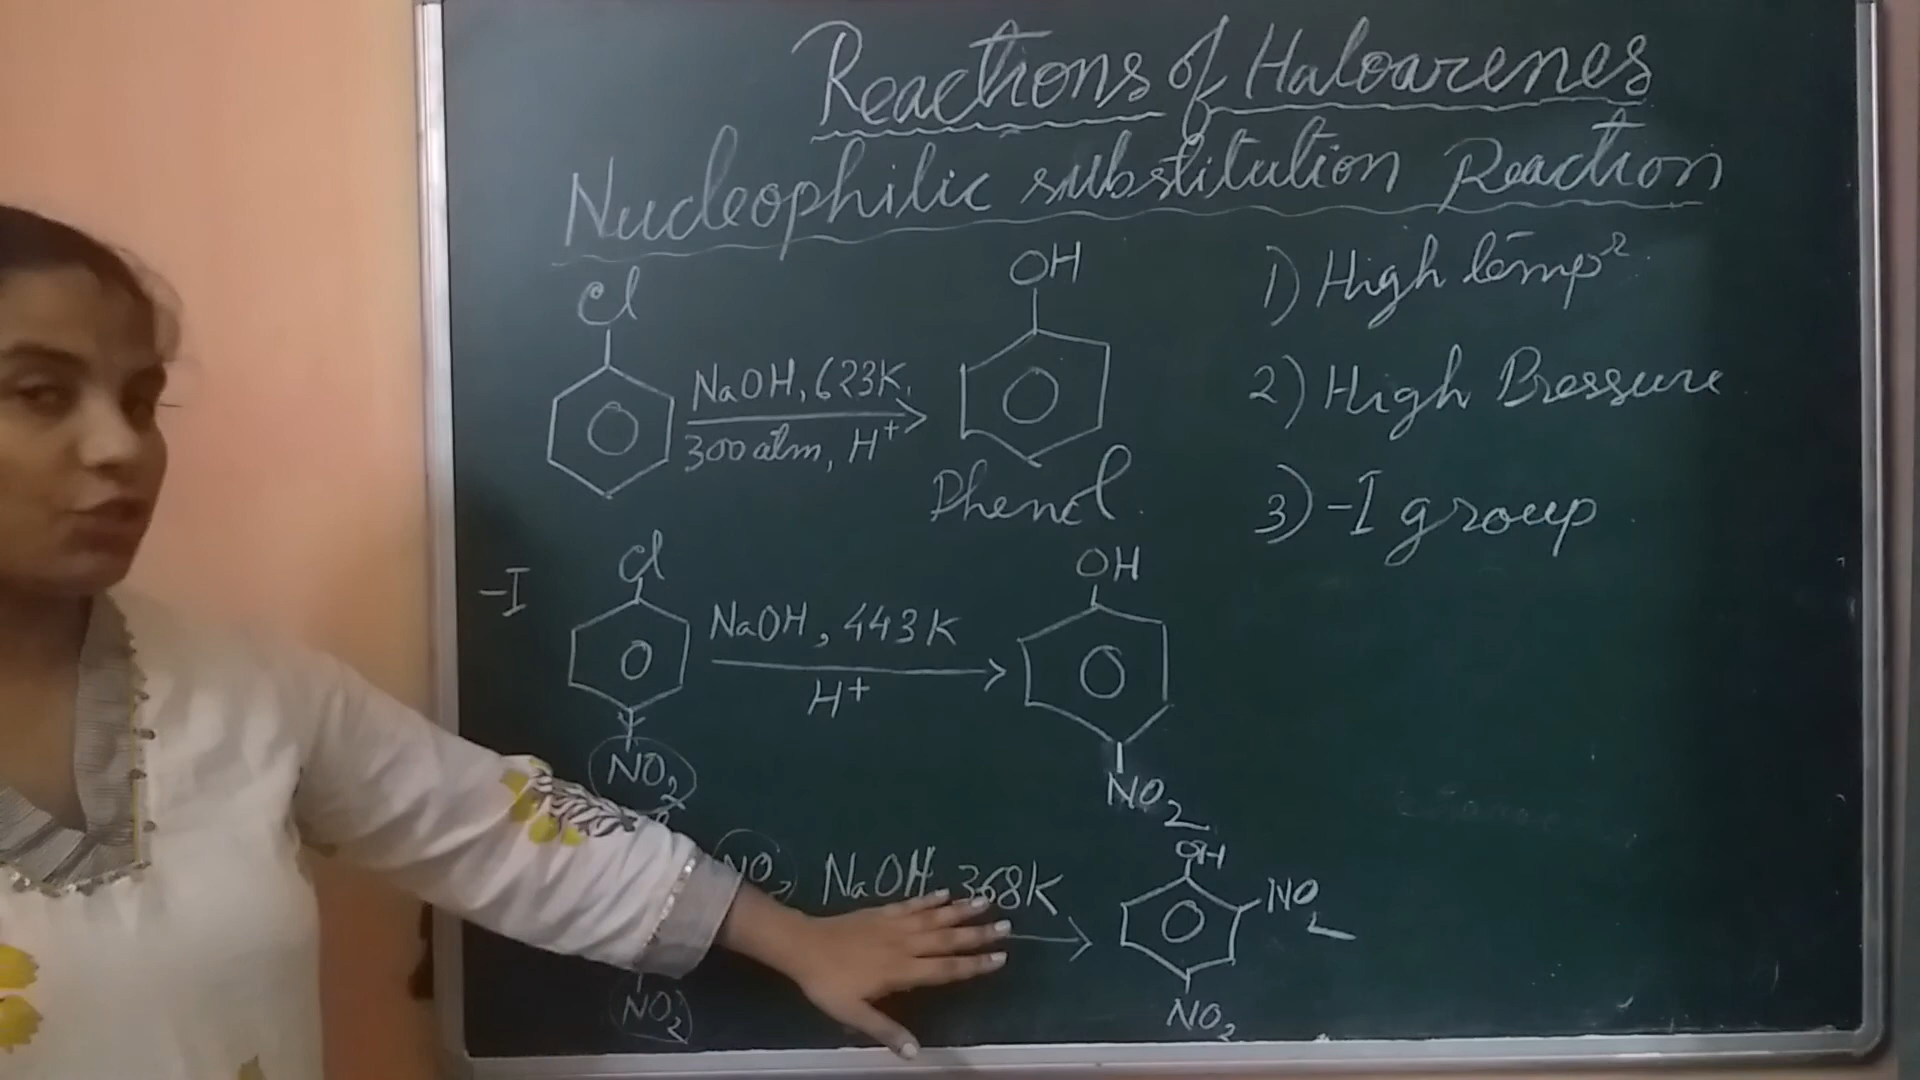 Reactions of Haloarenes
Nucleophilic substitution Reaction
Cl
NaOH, 623K,
300 atm, H+
OH
Phenol
1) High tempr
2) High Pressure
3) -I group
-I
Cl
NO2
NaOH, 443K
H+
OH
NO2
NO2
NO2
NaOH, 368K
OH
NO2
NO2